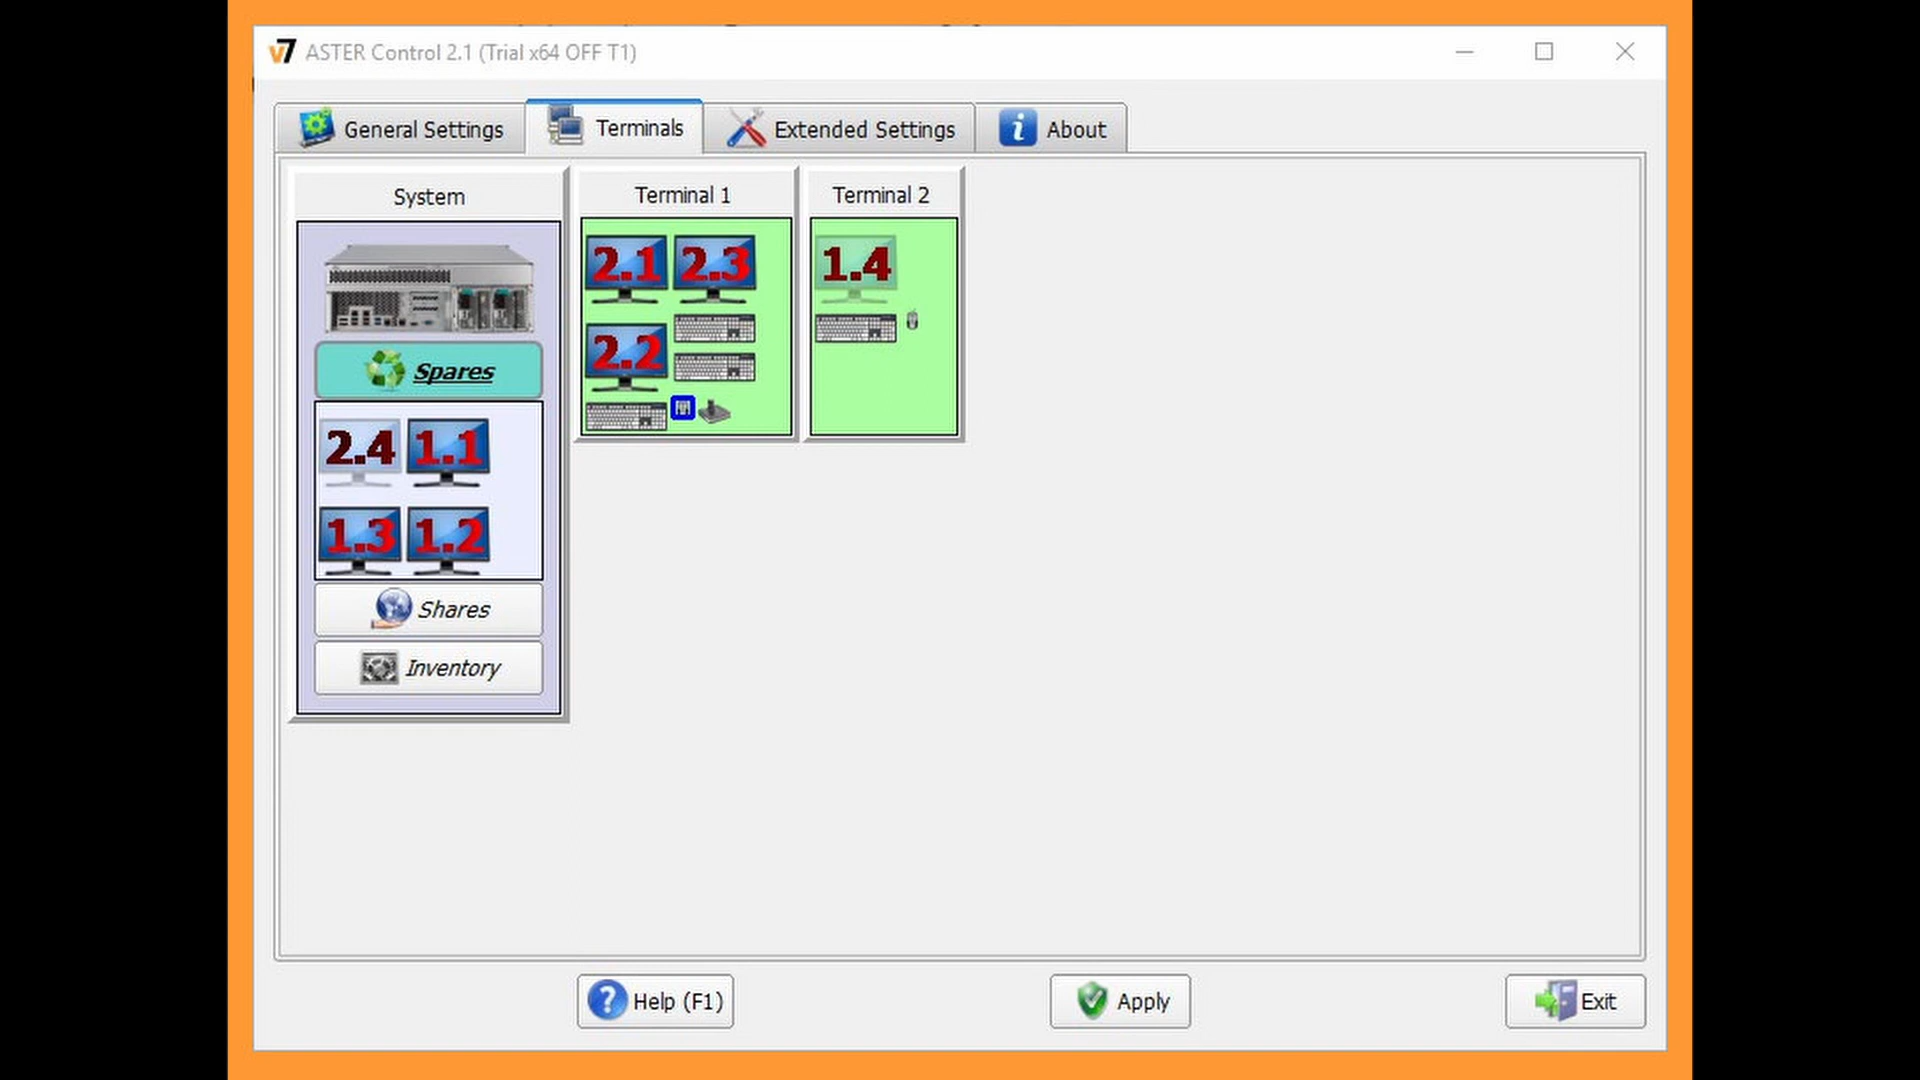 v7 ASTER Control 2.1 (Trial x64 OFF T1)
General Settings
Terminals
Extended Settings
i About
System
Terminal 1
Terminal 2
2.1 2.3
2.2
1.4
Spares
2.4 1.1
1.3 1.2
Shares
Inventory
? Help (F1)
Apply
Exit